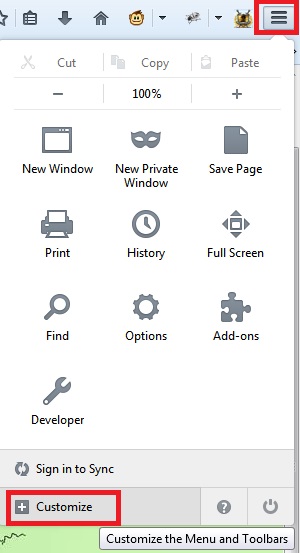 Cut Copy Paste
− 100% +
New Window New Private Window Save Page
Print History Full Screen
Find Options Add-ons
Developer
Sign in to Sync
Customize ?
Customize the Menu and Toolbars